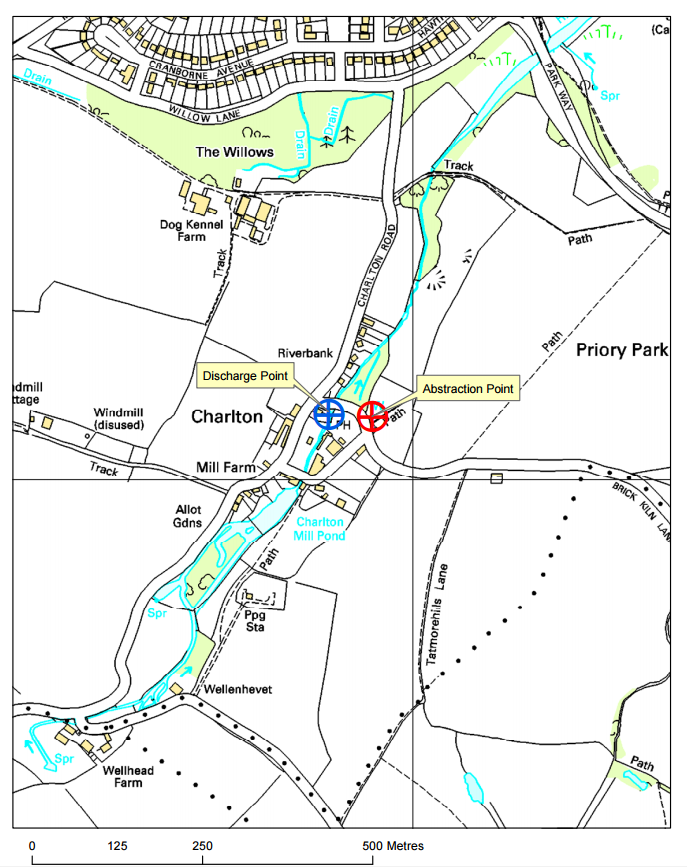 HAWTH
(Ca
CRANBORNE AVENUE
Drain
WILLOW LANE
PARK WAY
Spr
Drain
Drain
The Willows
Track
Dog Kennel
Farm
Path
Track
CHARLTON ROAD
Path
Priory Park
Riverbank
Discharge Point
Abstraction Point
ndmill
ttage
Windmill
(disused)
Charlton
PH
Path
Track
Mill Farm
BRICK KILN LAN
Allot
Gdns
Charlton
Mill Pond
Path
Tatmorehills Lane
Spr
Ppg
Sta
Wellenhevet
Spr
Wellhead
Farm
Path
0 125 250 500 Metres